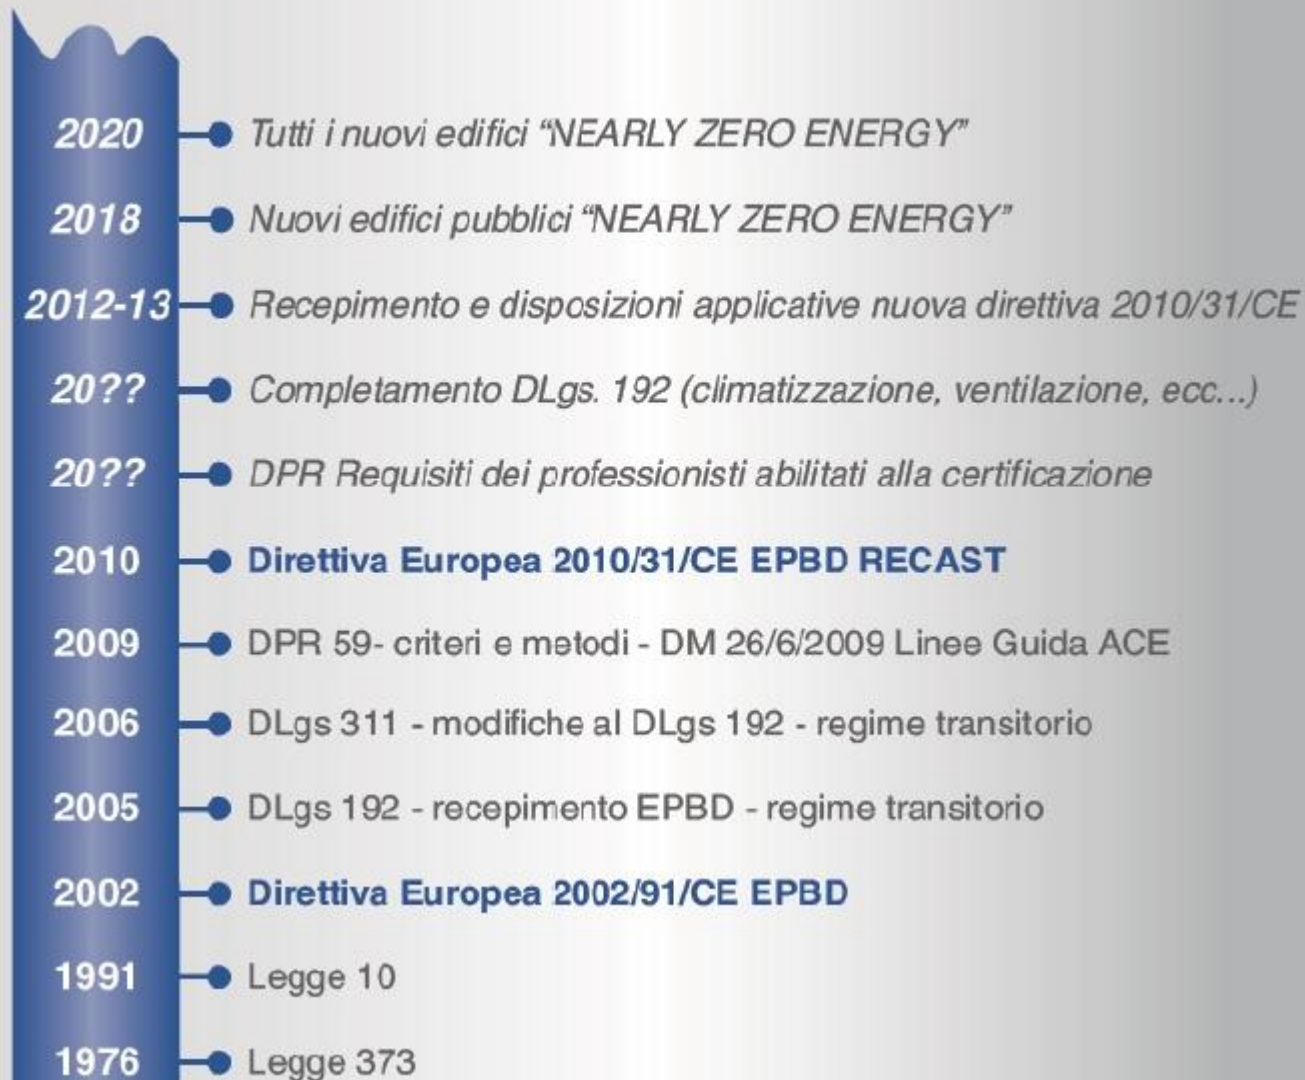 2020 Tutti i nuovi edifici “NEARLY ZERO ENERGY”
2018 Nuovi edifici pubblici “NEARLY ZERO ENERGY”
2012-13 Recepimento e disposizioni applicative nuova direttiva 2010/31/CE
20?? Completamento DLgs. 192 (climatizzazione, ventilazione, ecc...)
20?? DPR Requisiti dei professionisti abilitati alla certificazione
2010 Direttiva Europea 2010/31/CE EPBD RECAST
2009 DPR 59- criteri e metodi - DM 26/6/2009 Linee Guida ACE
2006 DLgs 311 - modifiche al DLgs 192 - regime transitorio
2005 DLgs 192 - recepimento EPBD - regime transitorio
2002 Direttiva Europea 2002/91/CE EPBD
1991 Legge 10
1976 Legge 373